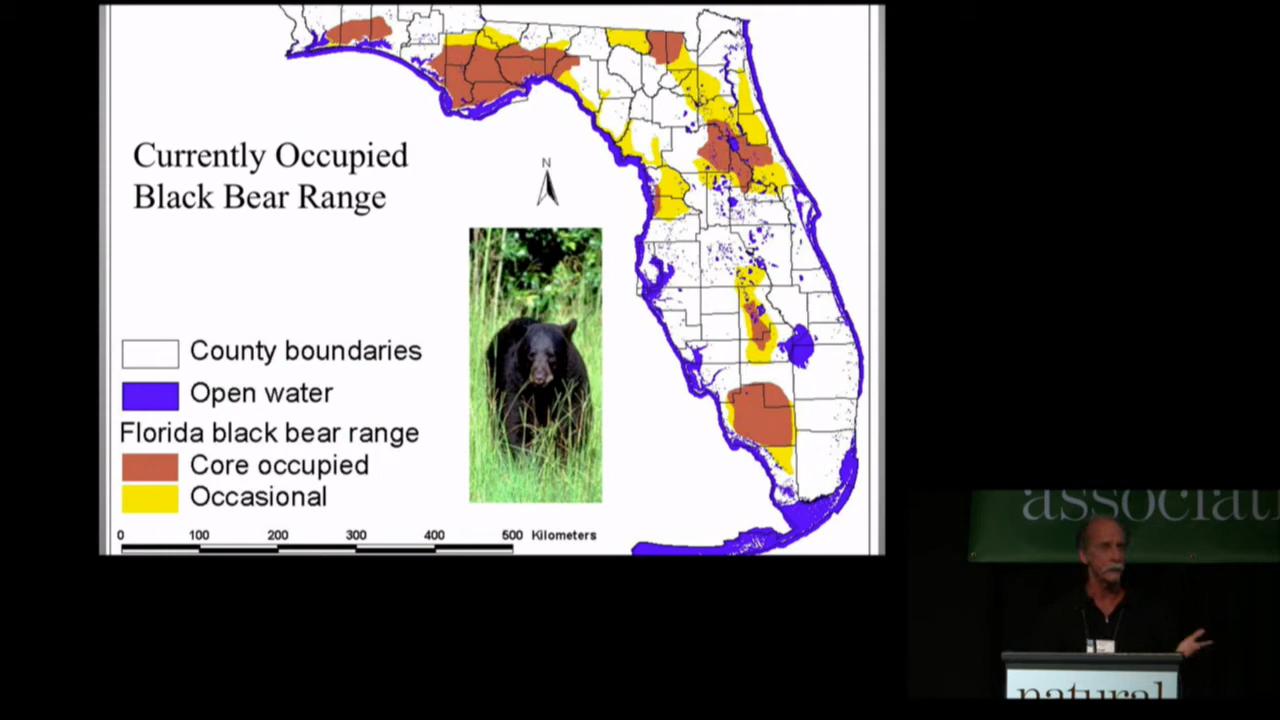 Currently Occupied
Black Bear Range
N
County boundaries
Open water
Florida black bear range
Core occupied
Occasional
0 100 200 300 400 500 Kilometers
associati
natural